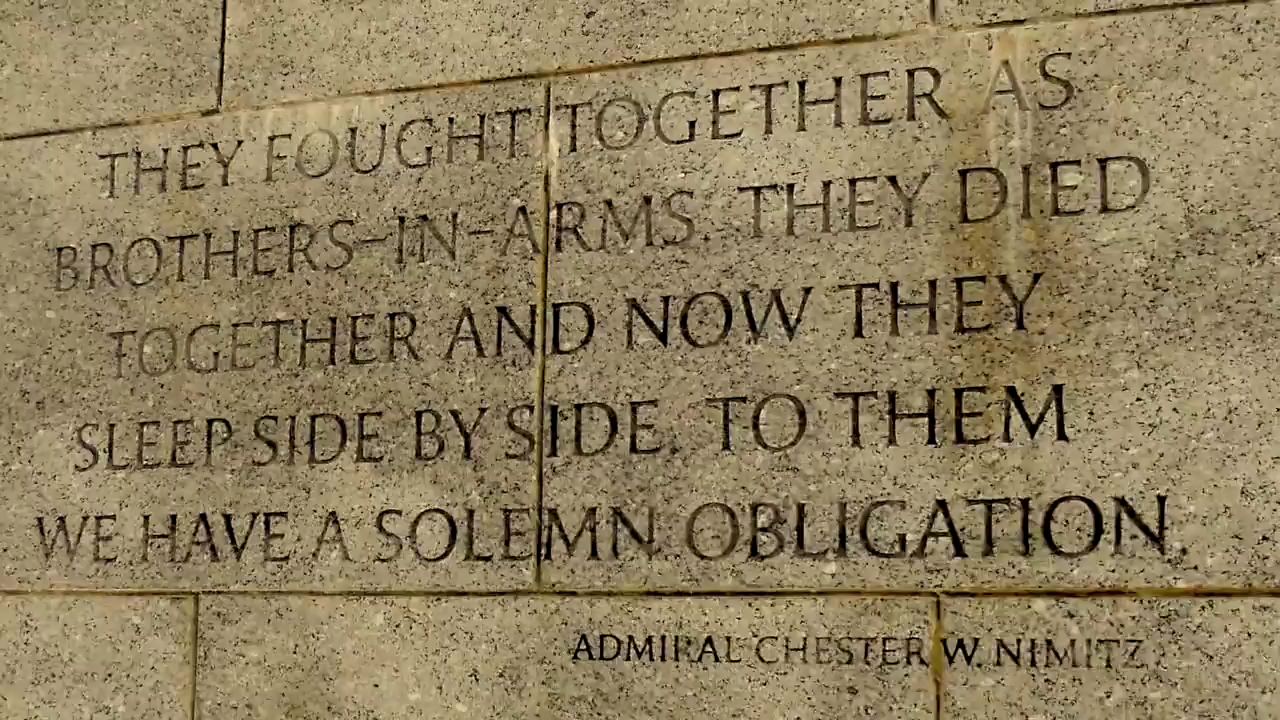 THEY FOUGHT TOGETHER AS
BROTHERS-IN-ARMS. THEY DIED
TOGETHER AND NOW THEY
SLEEP SIDE BY SIDE. TO THEM
WE HAVE A SOLEMN OBLIGATION.
ADMIRAL CHESTER W. NIMITZ